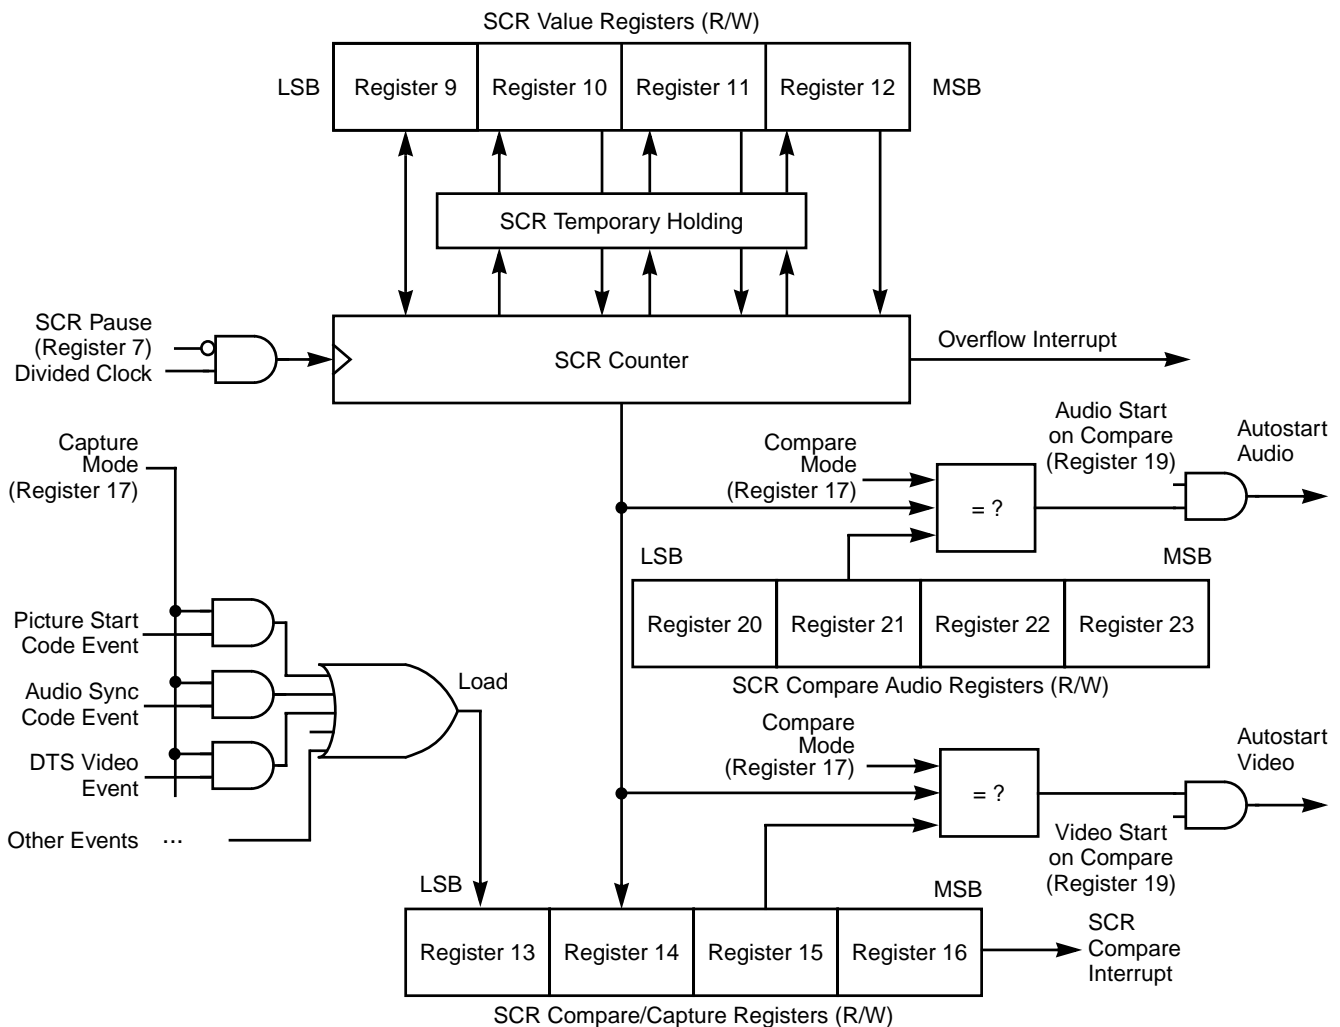 SCR Value Registers (R/W)
LSB
Register 9
Register 10
Register 11
Register 12
MSB
SCR Temporary Holding
SCR Pause
(Register 7)
Divided Clock
SCR Counter
Overflow Interrupt
Capture
Mode
(Register 17)
Compare
Mode
(Register 17)
= ?
Audio Start
on Compare
(Register 19)
Autostart
Audio
LSB
MSB
Register 20
Register 21
Register 22
Register 23
SCR Compare Audio Registers (R/W)
Picture Start
Code Event
Audio Sync
Code Event
DTS Video
Event
Other Events
...
Load
Compare
Mode
(Register 17)
= ?
Autostart
Video
Video Start
on Compare
(Register 19)
LSB
MSB
Register 13
Register 14
Register 15
Register 16
SCR
Compare
Interrupt
SCR Compare/Capture Registers (R/W)